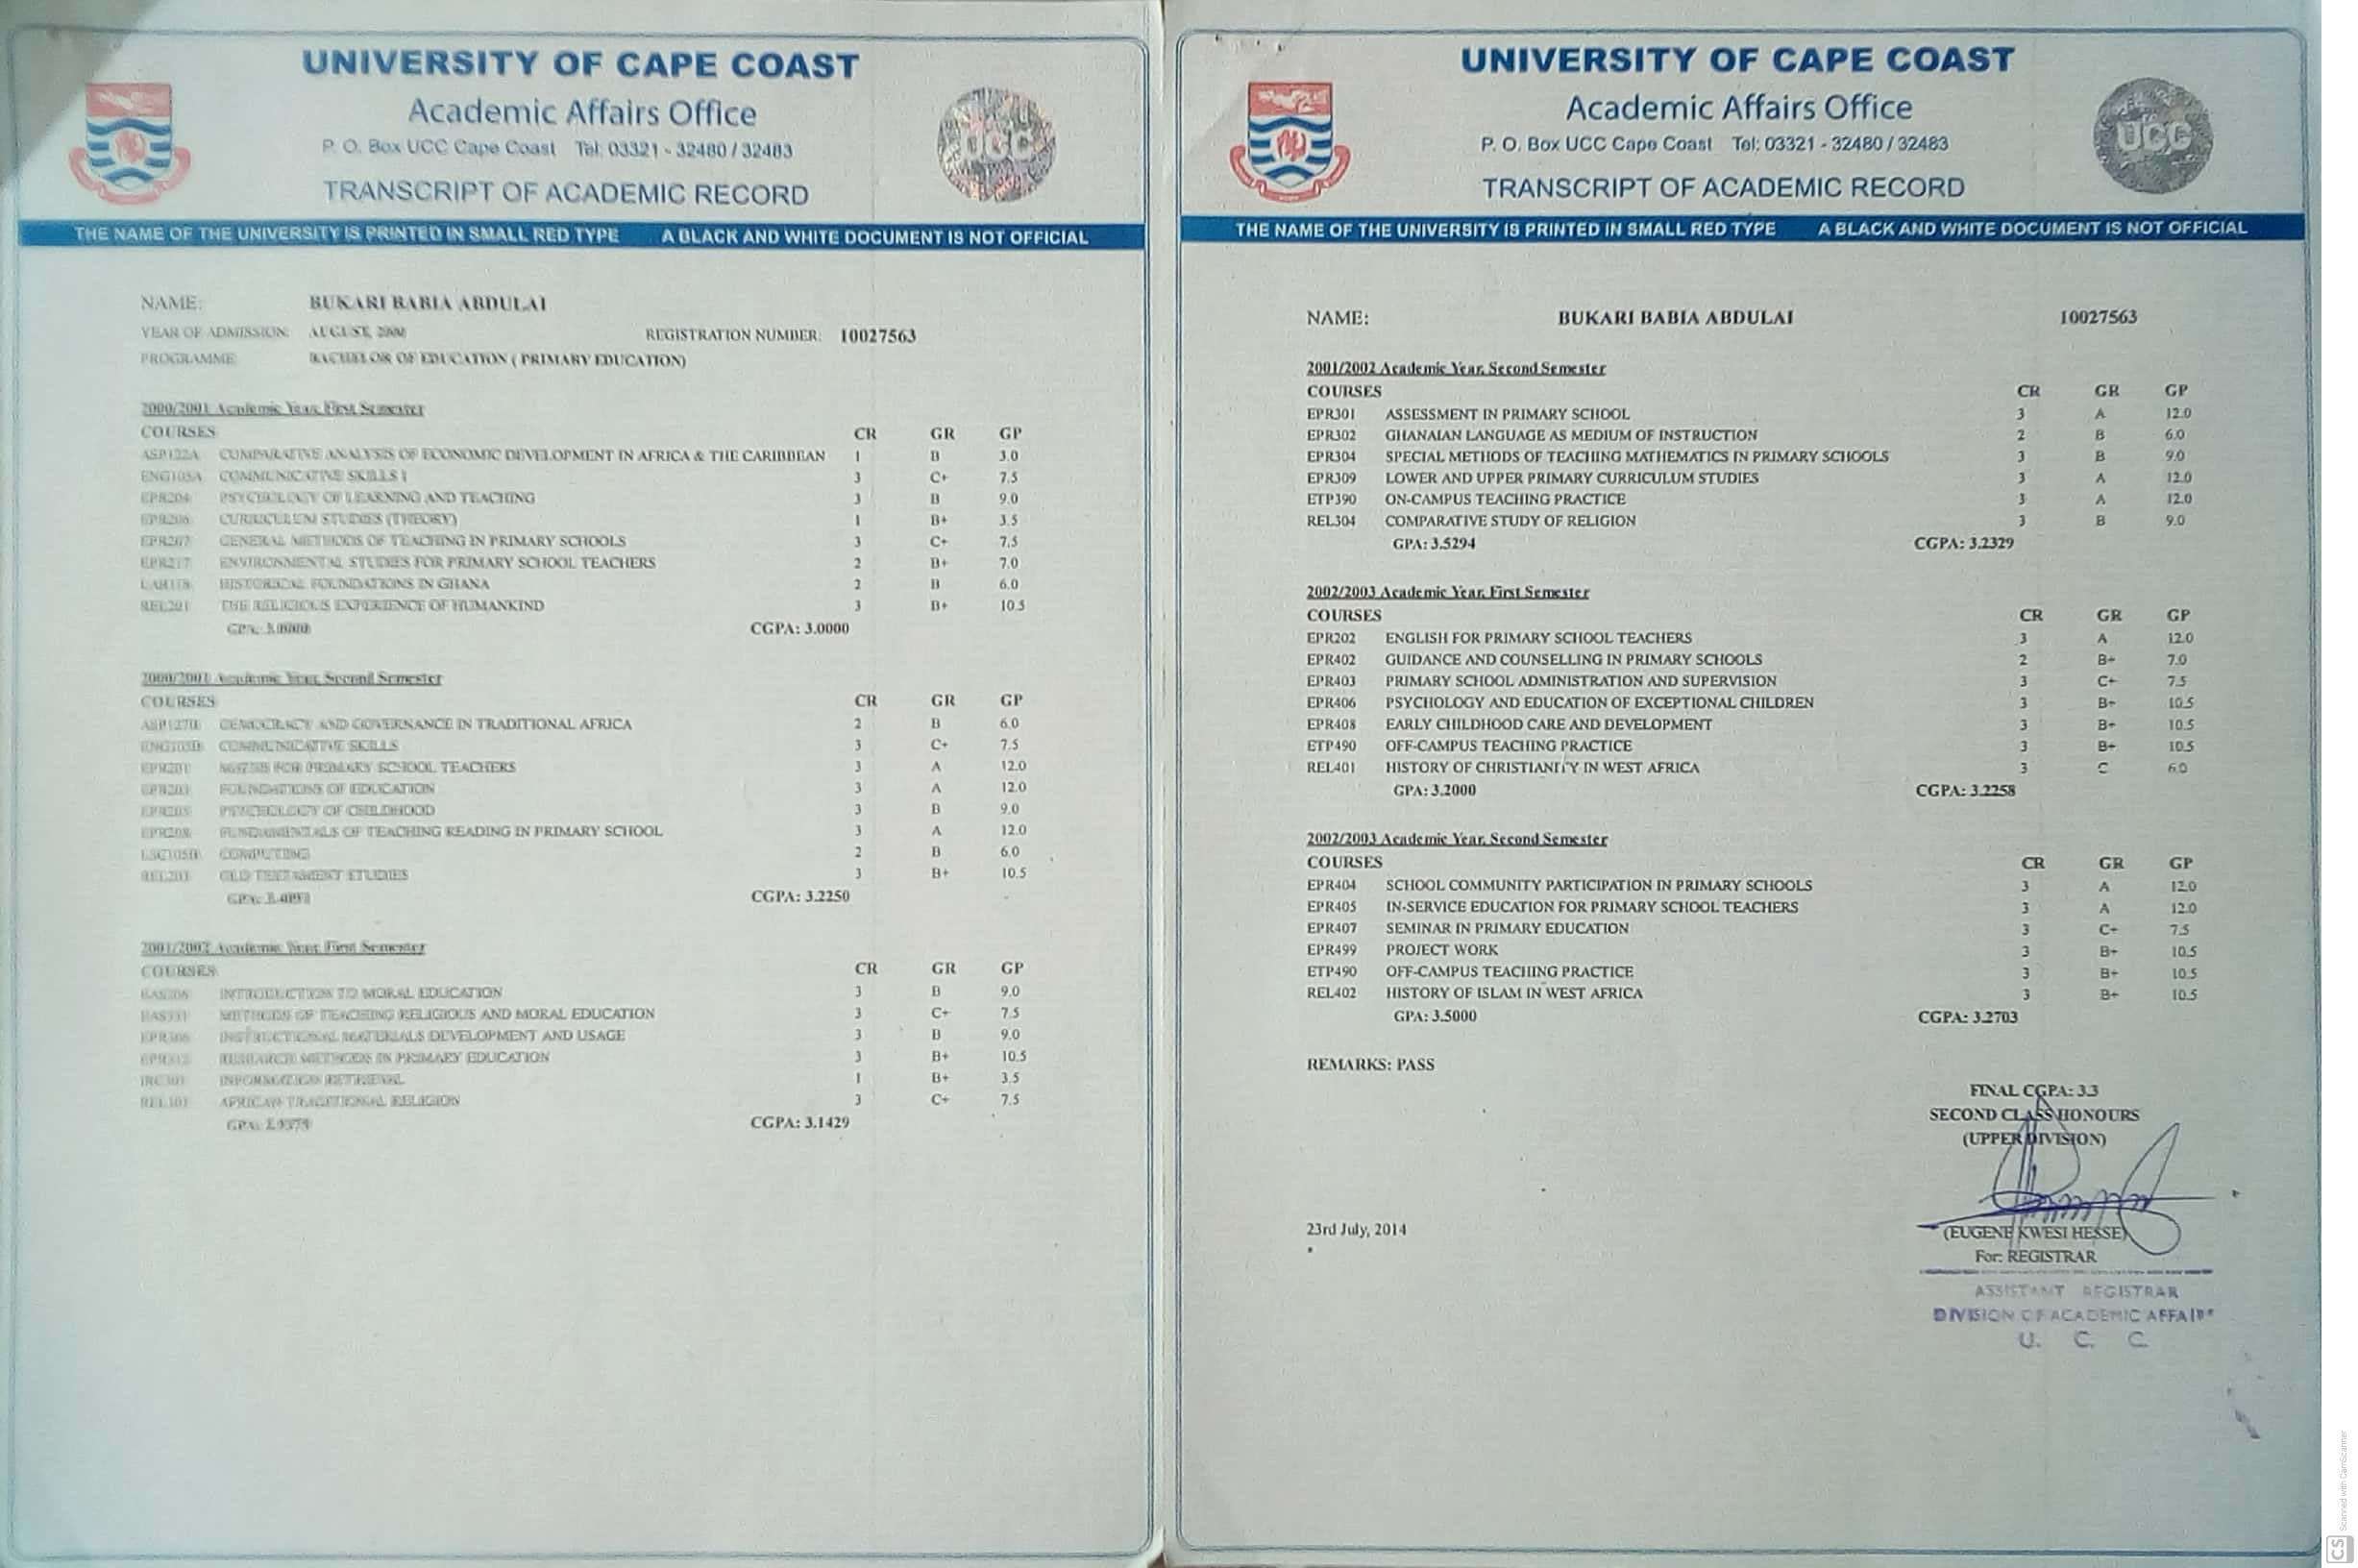 UNIVERSITY OF CAPE COAST
Academic Affairs Office
P. O. Box UCC Cape Coast Tel: 03321 - 32480 / 32483
TRANSCRIPT OF ACADEMIC RECORD
UCC
THE NAME OF THE UNIVERSITY IS PRINTED IN SMALL RED TYPE A BLACK AND WHITE DOCUMENT IS NOT OFFICIAL
NAME: BUKARI BABIA ABDULAI
YEAR OF ADMISSION: AUGUST, 2000 REGISTRATION NUMBER: 10027563
PROGRAMME: BACHELOR OF EDUCATION ( PRIMARY EDUCATION)
2000/2001 Academic Year, First Semester
COURSES CR GR GP
ASP122A COMPARATIVE ANALYSIS OF ECONOMIC DEVELOPMENT IN AFRICA & THE CARIBBEAN 1 B 3.0
ENG105A COMMUNICATIVE SKILLS I 3 C+ 7.5
EPR204 PSYCHOLOGY OF LEARNING AND TEACHING 3 B 9.0
EPR206 CURRICULUM STUDIES (THEORY) 1 B+ 3.5
EPR207 GENERAL METHODS OF TEACHING IN PRIMARY SCHOOLS 3 C+ 7.5
EPR217 ENVIRONMENTAL STUDIES FOR PRIMARY SCHOOL TEACHERS 2 B+ 7.0
HISTORICAL FOUNDATIONS IN GHANA 2 B 6.0
REL201 THE RELIGIOUS EXPERIENCE OF HUMANKIND 3 B+ 10.5
GPA: 3.0000 CGPA: 3.0000
2000/2001 Academic Year, Second Semester
COURSES CR GR GP
ASP127B DEMOCRACY AND GOVERNANCE IN TRADITIONAL AFRICA 2 B 6.0
ENG105B COMMUNICATIVE SKILLS 3 C+ 7.5
EPR201 FOR PRIMARY SCHOOL TEACHERS 3 A 12.0
EPR203 FOUNDATIONS OF EDUCATION 3 A 12.0
EPR205 PSYCHOLOGY OF CHILDHOOD 3 B 9.0
EPR208 FUNDAMENTALS OF TEACHING READING IN PRIMARY SCHOOL 3 A 12.0
COMPUTING 2 B 6.0
REL203 OLD TESTAMENT STUDIES 3 B+ 10.5
GPA: CGPA: 3.2250
2001/2002 Academic Year, First Semester
COURSES CR GR GP
INTRODUCTION TO MORAL EDUCATION 3 B 9.0
METHODS OF TEACHING RELIGIOUS AND MORAL EDUCATION 3 C+ 7.5
EPR306 INSTRUCTIONAL MATERIALS DEVELOPMENT AND USAGE 3 B 9.0
EPR312 RESEARCH METHODS IN PRIMARY EDUCATION 3 B+ 10.5
IRC301 INFORMATION RETRIEVAL 1 B+ 3.5
REL303 AFRICAN TRADITIONAL RELIGION 3 C+ 7.5
GPA: 2.9375 CGPA: 3.1429
UNIVERSITY OF CAPE COAST
Academic Affairs Office
P. O. Box UCC Cape Coast Tel: 03321 - 32480 / 32483
TRANSCRIPT OF ACADEMIC RECORD
UCC
THE NAME OF THE UNIVERSITY IS PRINTED IN SMALL RED TYPE A BLACK AND WHITE DOCUMENT IS NOT OFFICIAL
NAME: BUKARI BABIA ABDULAI 10027563
2001/2002 Academic Year, Second Semester
COURSES CR GR GP
EPR301 ASSESSMENT IN PRIMARY SCHOOL 3 A 12.0
EPR302 GHANAIAN LANGUAGE AS MEDIUM OF INSTRUCTION 2 B 6.0
EPR304 SPECIAL METHODS OF TEACHING MATHEMATICS IN PRIMARY SCHOOLS 3 B 9.0
EPR309 LOWER AND UPPER PRIMARY CURRICULUM STUDIES 3 A 12.0
ETP390 ON-CAMPUS TEACHING PRACTICE 3 A 12.0
REL304 COMPARATIVE STUDY OF RELIGION 3 B 9.0
GPA: 3.5294 CGPA: 3.2329
2002/2003 Academic Year, First Semester
COURSES CR GR GP
EPR202 ENGLISH FOR PRIMARY SCHOOL TEACHERS 3 A 12.0
EPR402 GUIDANCE AND COUNSELLING IN PRIMARY SCHOOLS 2 B+ 7.0
EPR403 PRIMARY SCHOOL ADMINISTRATION AND SUPERVISION 3 C+ 7.5
EPR406 PSYCHOLOGY AND EDUCATION OF EXCEPTIONAL CHILDREN 3 B+ 10.5
EPR408 EARLY CHILDHOOD CARE AND DEVELOPMENT 3 B+ 10.5
ETP490 OFF-CAMPUS TEACHING PRACTICE 3 B+ 10.5
REL401 HISTORY OF CHRISTIANITY IN WEST AFRICA 3 C 6.0
GPA: 3.2000 CGPA: 3.2258
2002/2003 Academic Year, Second Semester
COURSES CR GR GP
EPR404 SCHOOL COMMUNITY PARTICIPATION IN PRIMARY SCHOOLS 3 A 12.0
EPR405 IN-SERVICE EDUCATION FOR PRIMARY SCHOOL TEACHERS 3 A 12.0
EPR407 SEMINAR IN PRIMARY EDUCATION 3 C+ 7.5
EPR499 PROJECT WORK 3 B+ 10.5
ETP490 OFF-CAMPUS TEACHING PRACTICE 3 B+ 10.5
REL402 HISTORY OF ISLAM IN WEST AFRICA 3 B+ 10.5
GPA: 3.5000 CGPA: 3.2703
REMARKS: PASS
FINAL CGPA: 3.3
SECOND CLASS HONOURS
(UPPER DIVISION)
23rd July, 2014
(EUGENE KWESI HESSE)
For: REGISTRAR
ASSISTANT REGISTRAR
DIVISION OF ACADEMIC AFFAIRS
U. C. C.
CS Scanned with CamScanner